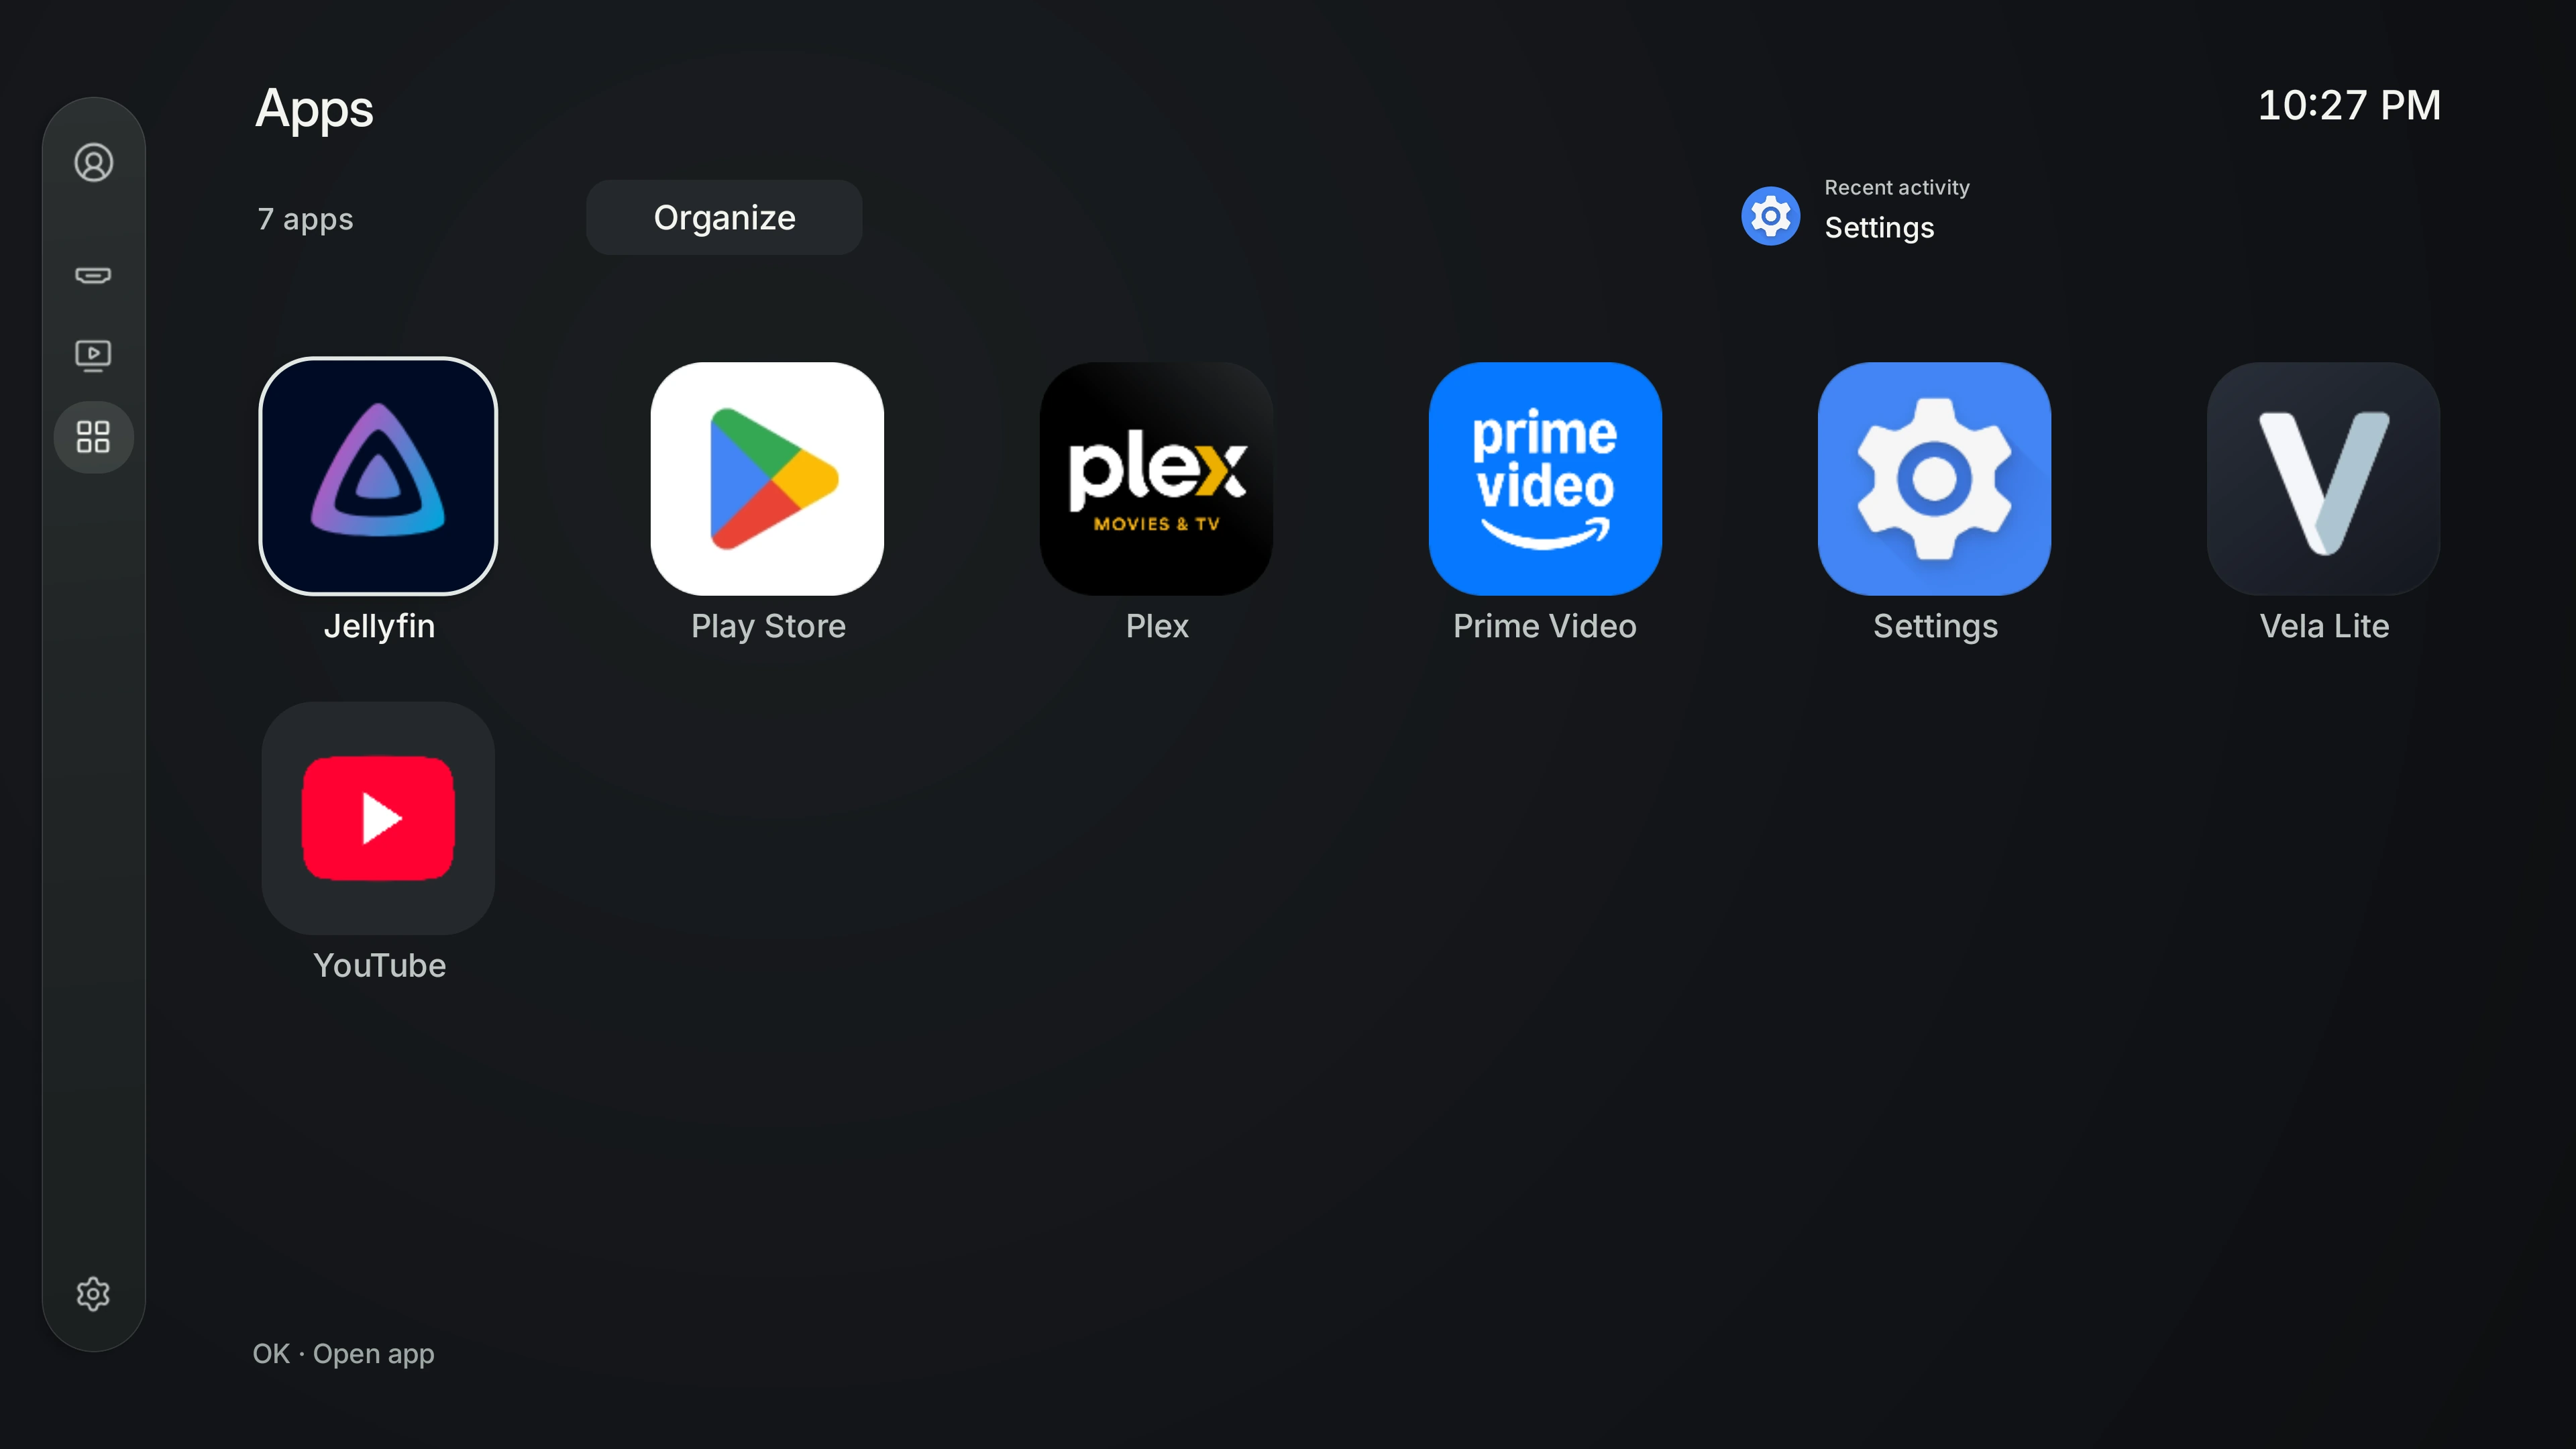 Apps
10:27 PM
7 apps
Organize
Recent activity
Settings
plex
MOVIES & TV
prime
video
Jellyfin
Play Store
Plex
Prime Video
Settings
Vela Lite
YouTube
OK · Open app